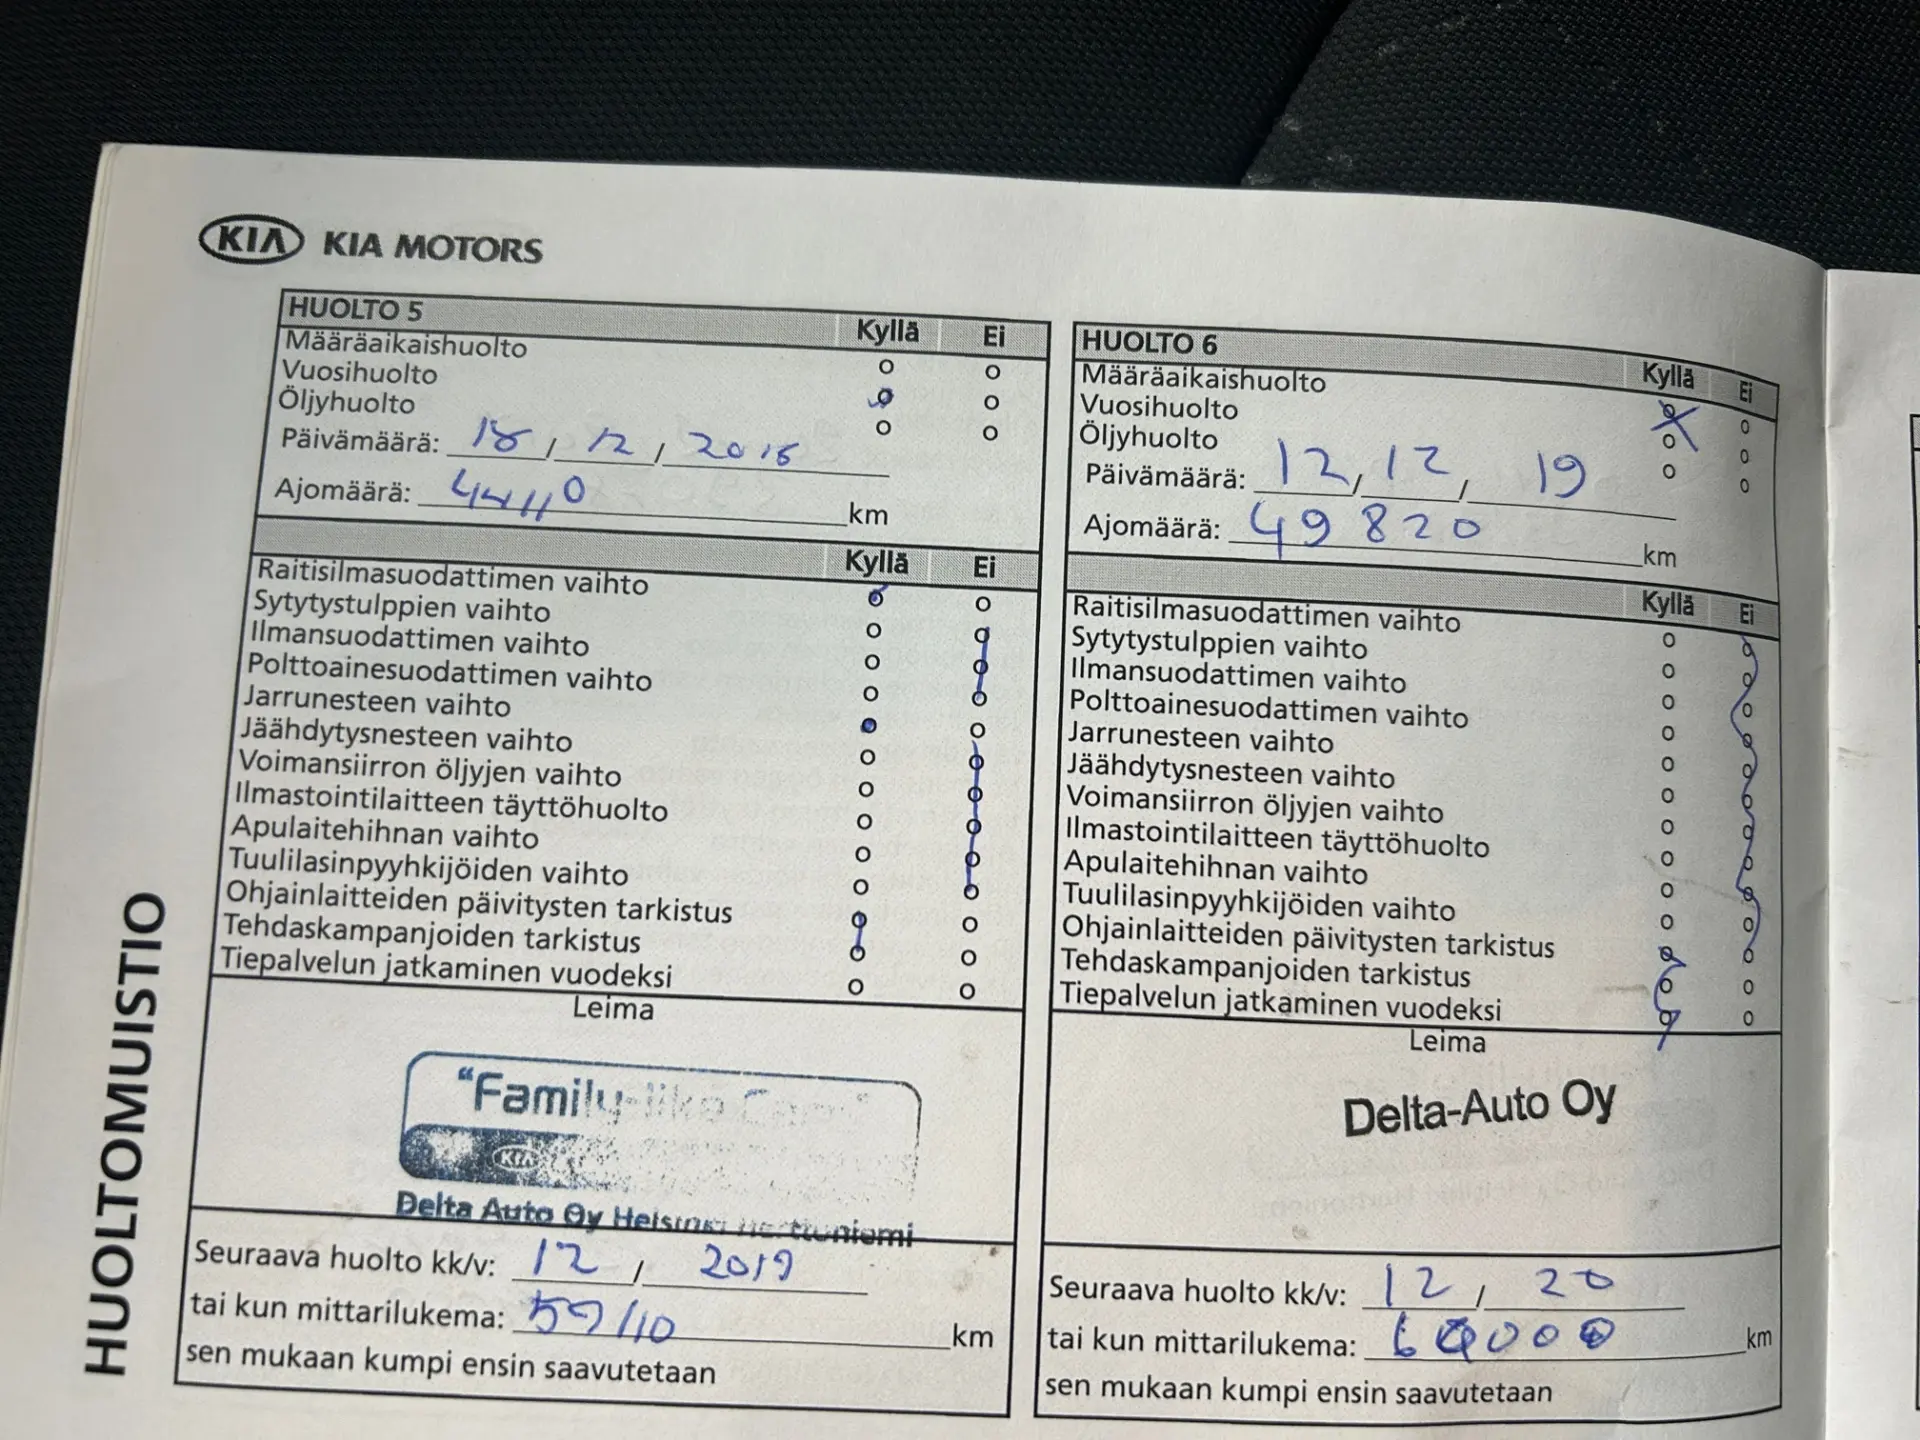 KIA KIA MOTORS
HUOLTOMUISTIO
HUOLTO 5 Kyllä Ei
Määräaikaishuolto o o
Vuosihuolto o o
Öljyhuolto o o
Päivämäärä: 18 / 12 / 2018
Ajomäärä: 44110 km
Kyllä Ei
Raitisilmasuodattimen vaihto o o
Sytytystulppien vaihto o o
Ilmansuodattimen vaihto o o
Polttoainesuodattimen vaihto o o
Jarrunesteen vaihto o o
Jäähdytysnesteen vaihto o o
Voimansiirron öljyjen vaihto o o
Ilmastointilaitteen täyttöhuolto o o
Apulaitehihnan vaihto o o
Tuulilasinpyyhkijöiden vaihto o o
Ohjainlaitteiden päivitysten tarkistus o o
Tehdaskampanjoiden tarkistus o o
Tiepalvelun jatkaminen vuodeksi o o
Leima
"Family-like Care"
KIA
Delta Auto Oy Helsinki Herttoniemi
Seuraava huolto kk/v: 12 / 2019
tai kun mittarilukema: 59110 km
sen mukaan kumpi ensin saavutetaan
HUOLTO 6 Kyllä Ei
Määräaikaishuolto o o
Vuosihuolto o o
Öljyhuolto o o
Päivämäärä: 12 / 12 / 19
Ajomäärä: 49820 km
Kyllä Ei
Raitisilmasuodattimen vaihto o o
Sytytystulppien vaihto o o
Ilmansuodattimen vaihto o o
Polttoainesuodattimen vaihto o o
Jarrunesteen vaihto o o
Jäähdytysnesteen vaihto o o
Voimansiirron öljyjen vaihto o o
Ilmastointilaitteen täyttöhuolto o o
Apulaitehihnan vaihto o o
Tuulilasinpyyhkijöiden vaihto o o
Ohjainlaitteiden päivitysten tarkistus o o
Tehdaskampanjoiden tarkistus o o
Tiepalvelun jatkaminen vuodeksi o o
Leima
Delta-Auto Oy
Seuraava huolto kk/v: 12 / 20
tai kun mittarilukema: km
sen mukaan kumpi ensin saavutetaan